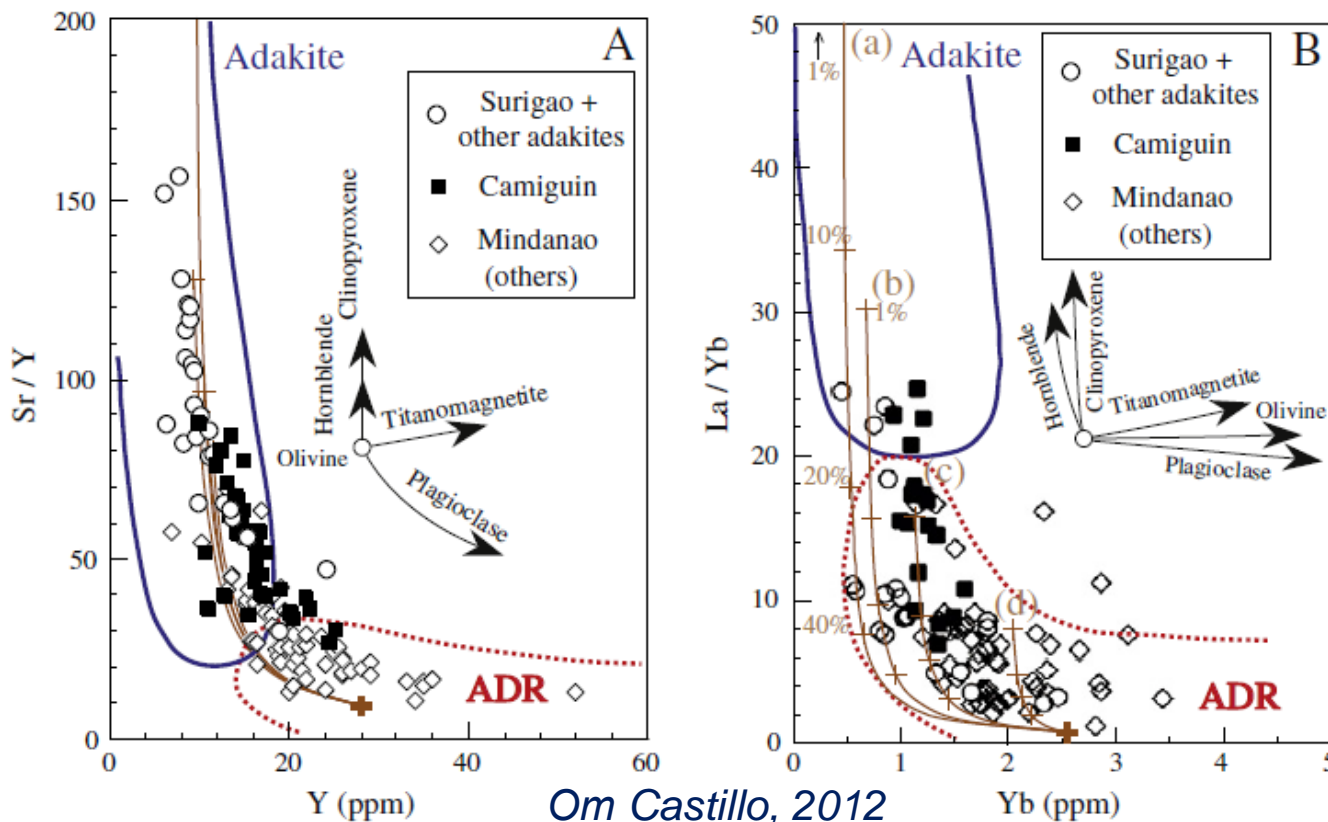 A
Adakite
Surigao +
other adakites
Camiguin
Mindanao
(others)
Sr / Y
200
150
100
50
0
Hornblende
Clinopyroxene
Titanomagnetite
Olivine
Plagioclase
ADR
0
20
40
60
Y (ppm)
B
(a)
1%
Adakite
Surigao +
other adakites
Camiguin
Mindanao
(others)
La / Yb
50
40
30
20
10
0
10%
(b)
1%
20%
(c)
40%
(d)
Hornblende
Clinopyroxene
Titanomagnetite
Olivine
Plagioclase
ADR
0
1
2
3
4
5
Yb (ppm)
Om Castillo, 2012